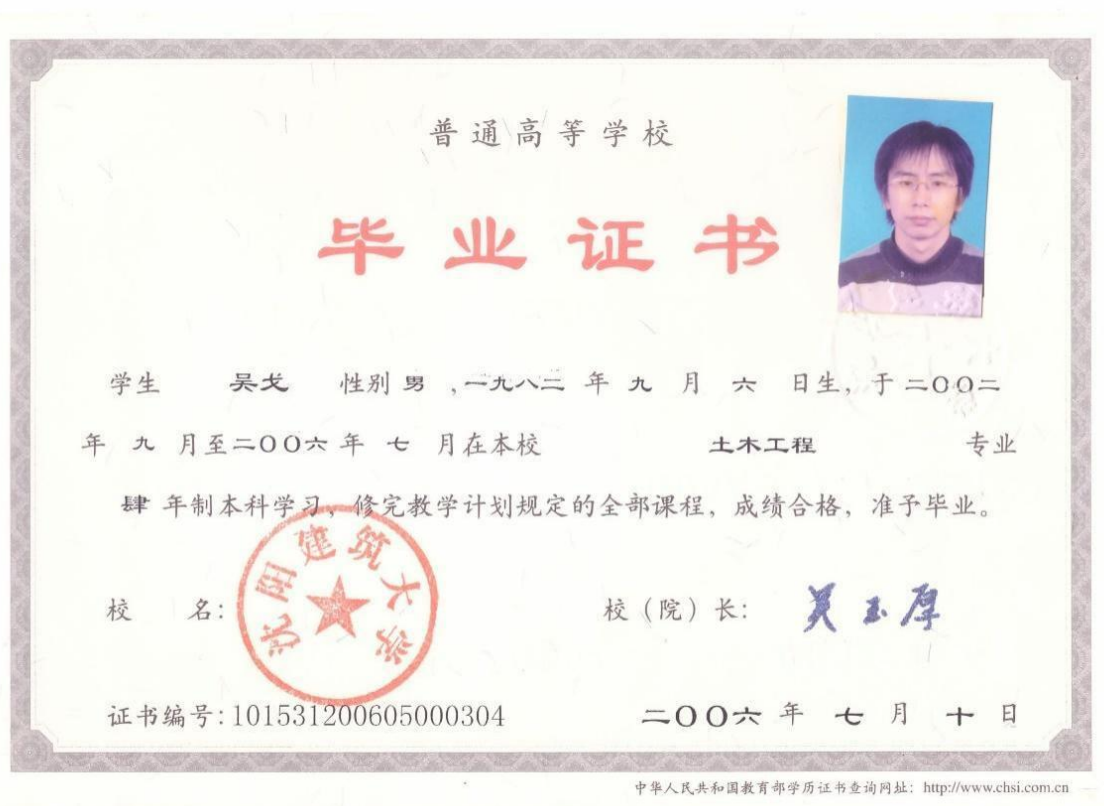 普通高等学校
毕业证书
学生 吴戈 性别 男 ,一九八二 年 九 月 六 日生, 于 二〇〇二
年 九 月至二〇〇六 年 七 月在本校 土木工程 专业
肆 年制本科学习, 修完教学计划规定的全部课程, 成绩合格, 准予毕业。
沈阳建筑大学
校 名: 校 (院) 长: 吴玉厚
证书编号: 101531200605000304 二〇〇六 年 七 月 十 日
中华人民共和国教育部学历证书查询网址: http://www.chsi.com.cn